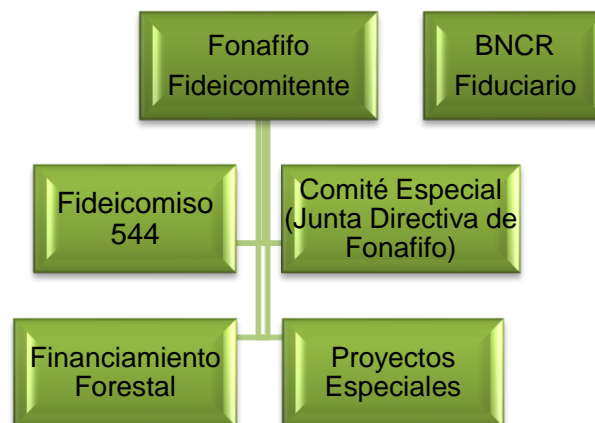 Fonafifo
Fideicomitente
BNCR
Fiduciario
Fideicomiso
544
Comité Especial
(Junta Directiva de
Fonafifo)
Financiamiento
Forestal
Proyectos
Especiales